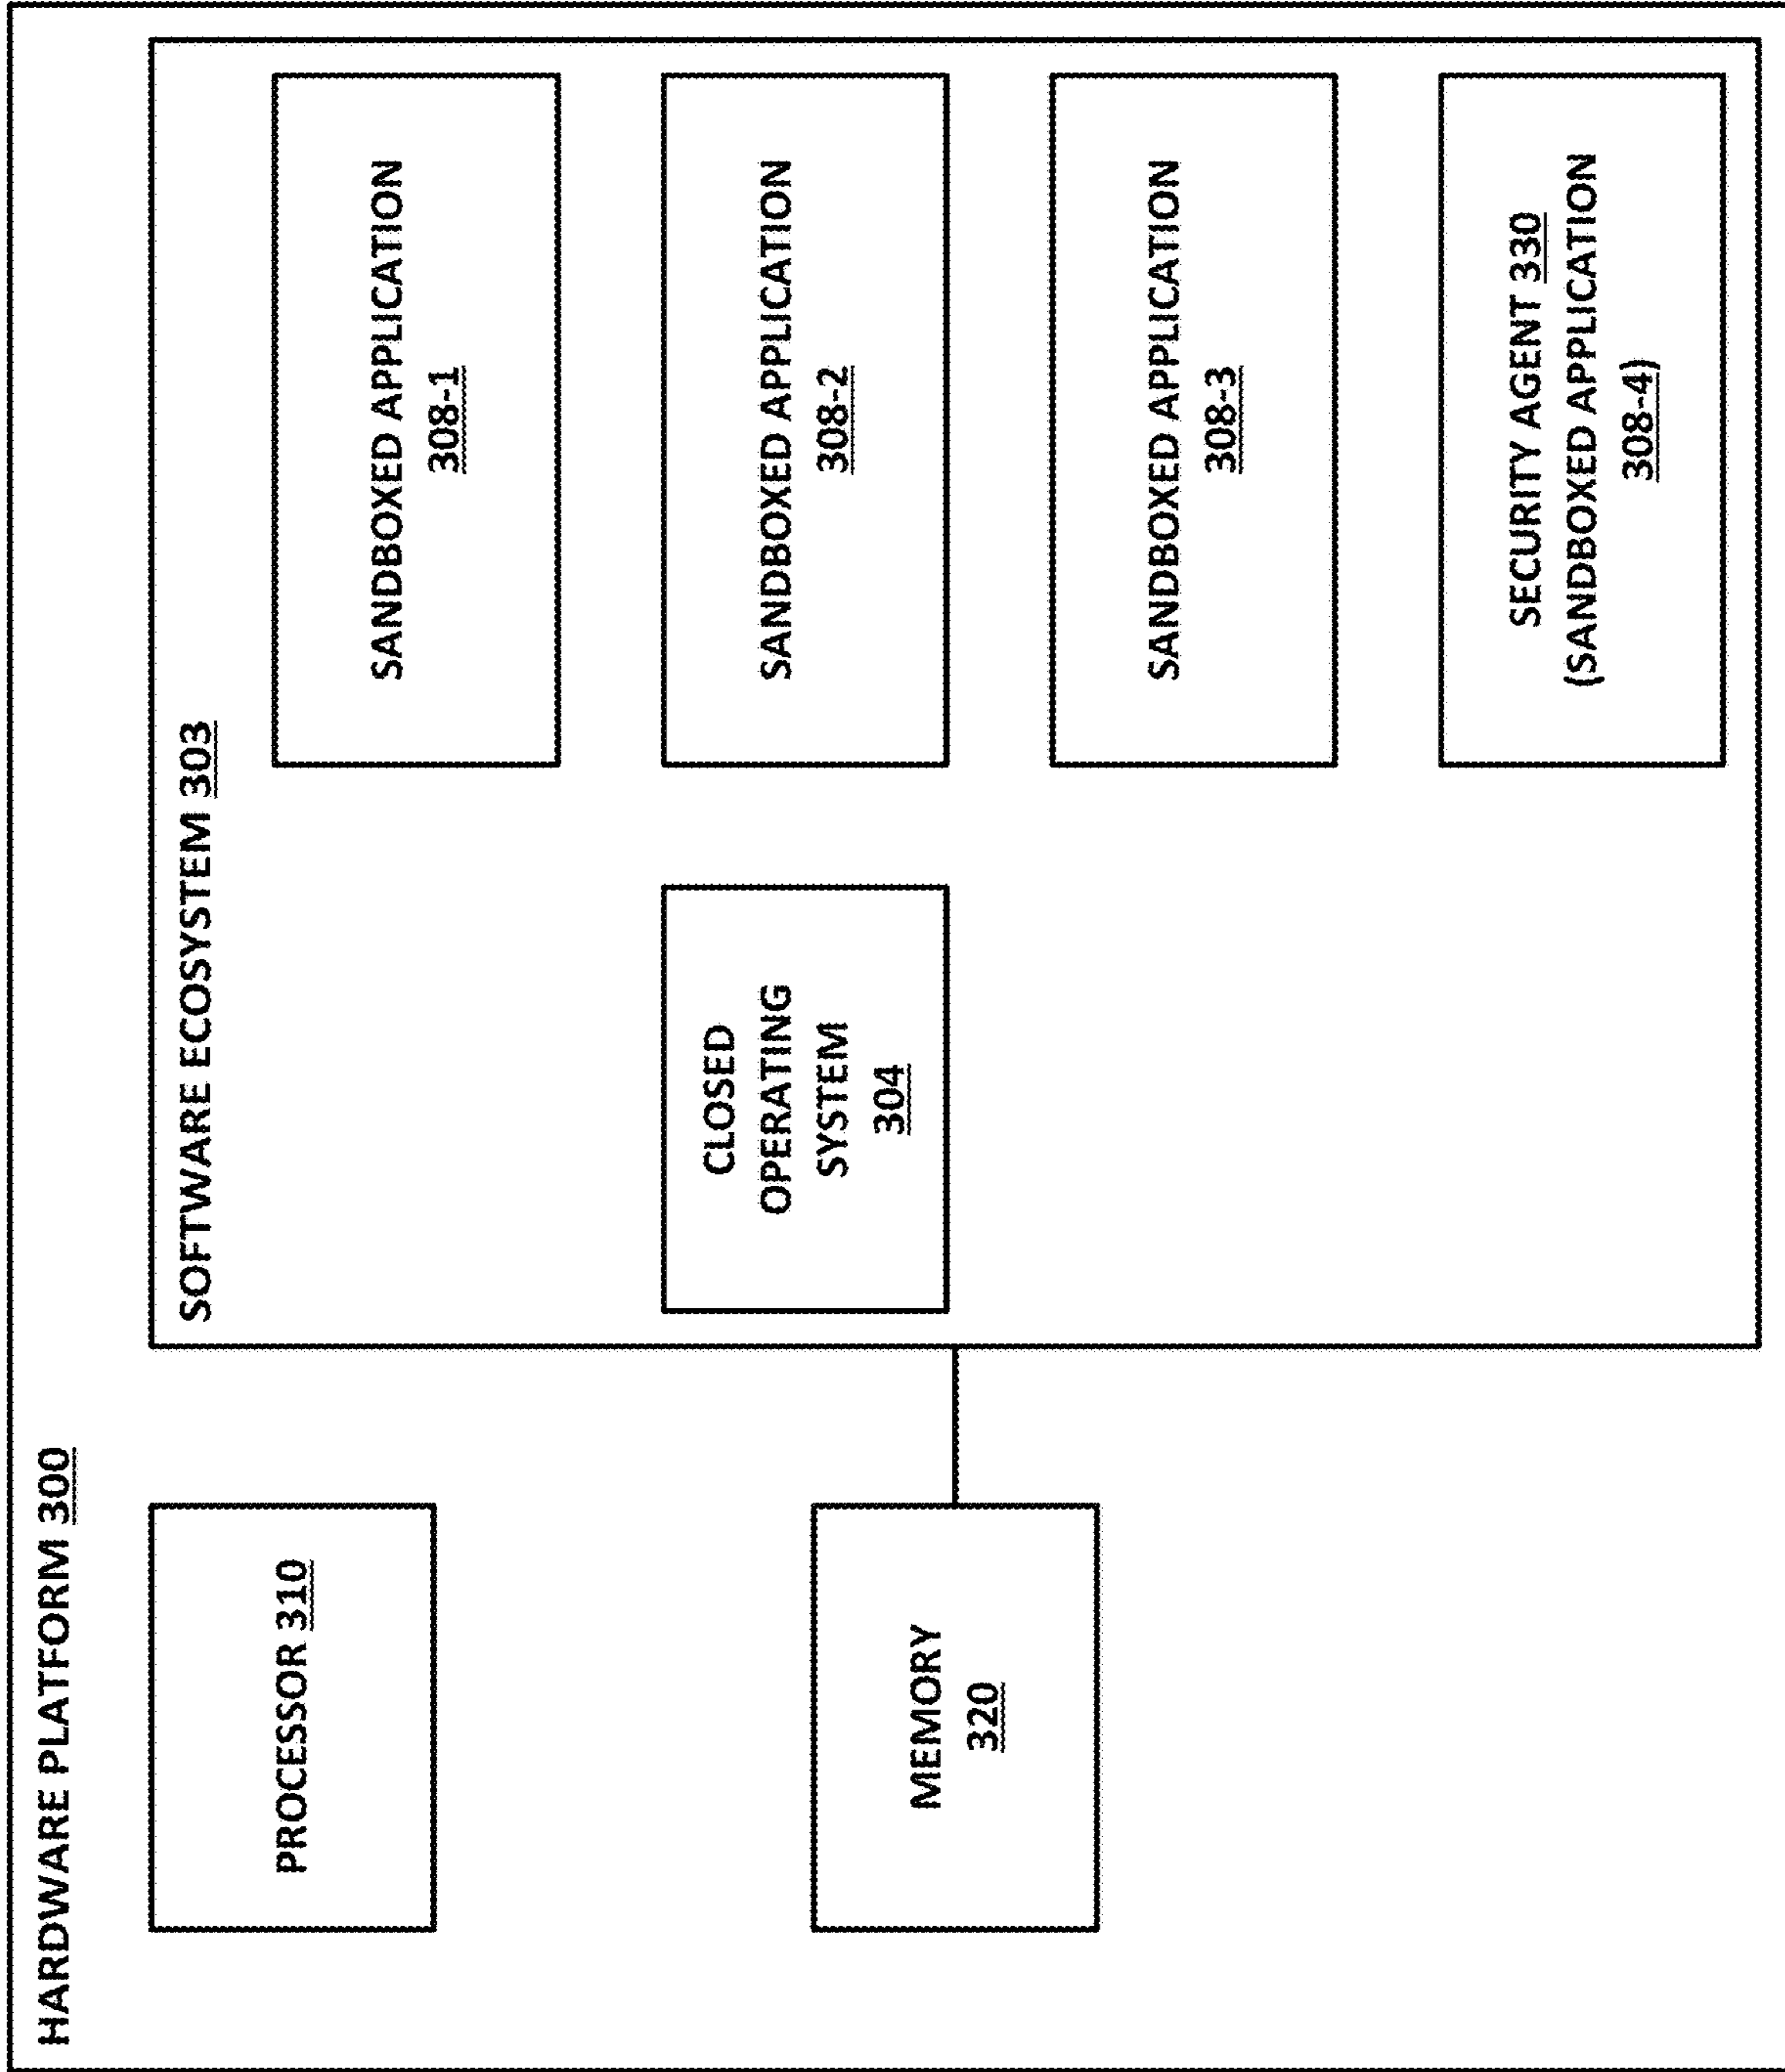 HARDWARE PLATFORM 300
PROCESSOR 310
MEMORY
320
SOFTWARE ECOSYSTEM 303
CLOSED
OPERATING
SYSTEM
304
SANDBOXED APPLICATION
308-1
SANDBOXED APPLICATION
308-2
SANDBOXED APPLICATION
308-3
SECURITY AGENT 330
(SANDBOXED APPLICATION
308-4)